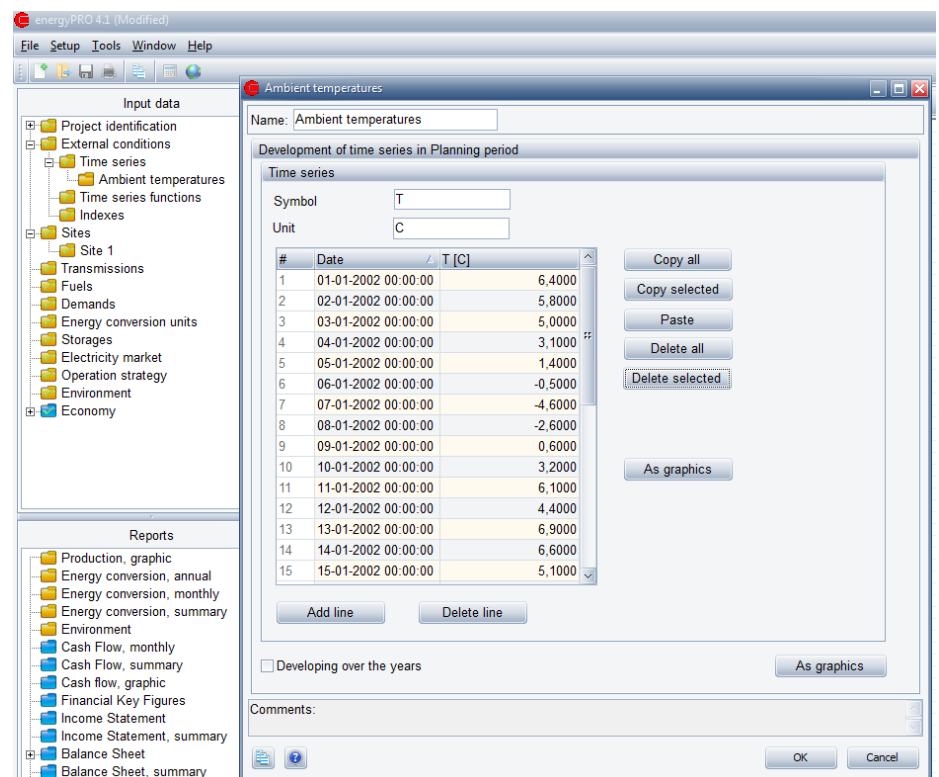 energyPRO 4.1 (Modified)
File Setup Tools Window Help
Input data
Project identification
External conditions
Time series
Ambient temperatures
Time series functions
Indexes
Sites
Site 1
Transmissions
Fuels
Demands
Energy conversion units
Storages
Electricity market
Operation strategy
Environment
Economy
Reports
Production, graphic
Energy conversion, annual
Energy conversion, monthly
Energy conversion, summary
Environment
Cash Flow, monthly
Cash Flow, summary
Cash flow, graphic
Financial Key Figures
Income Statement
Income Statement, summary
Balance Sheet
Balance Sheet, summary
Ambient temperatures
Name: Ambient temperatures
Development of time series in Planning period
Time series
Symbol T
Unit C
# Date T [C]
1 01-01-2002 00:00:00 6,4000
2 02-01-2002 00:00:00 5,8000
3 03-01-2002 00:00:00 5,0000
4 04-01-2002 00:00:00 3,1000
5 05-01-2002 00:00:00 1,4000
6 06-01-2002 00:00:00 -0,5000
7 07-01-2002 00:00:00 -4,6000
8 08-01-2002 00:00:00 -2,6000
9 09-01-2002 00:00:00 0,6000
10 10-01-2002 00:00:00 3,2000
11 11-01-2002 00:00:00 6,1000
12 12-01-2002 00:00:00 4,4000
13 13-01-2002 00:00:00 6,9000
14 14-01-2002 00:00:00 6,6000
15 15-01-2002 00:00:00 5,1000
Copy all
Copy selected
Paste
Delete all
Delete selected
As graphics
Add line Delete line
Developing over the years As graphics
Comments:
OK Cancel